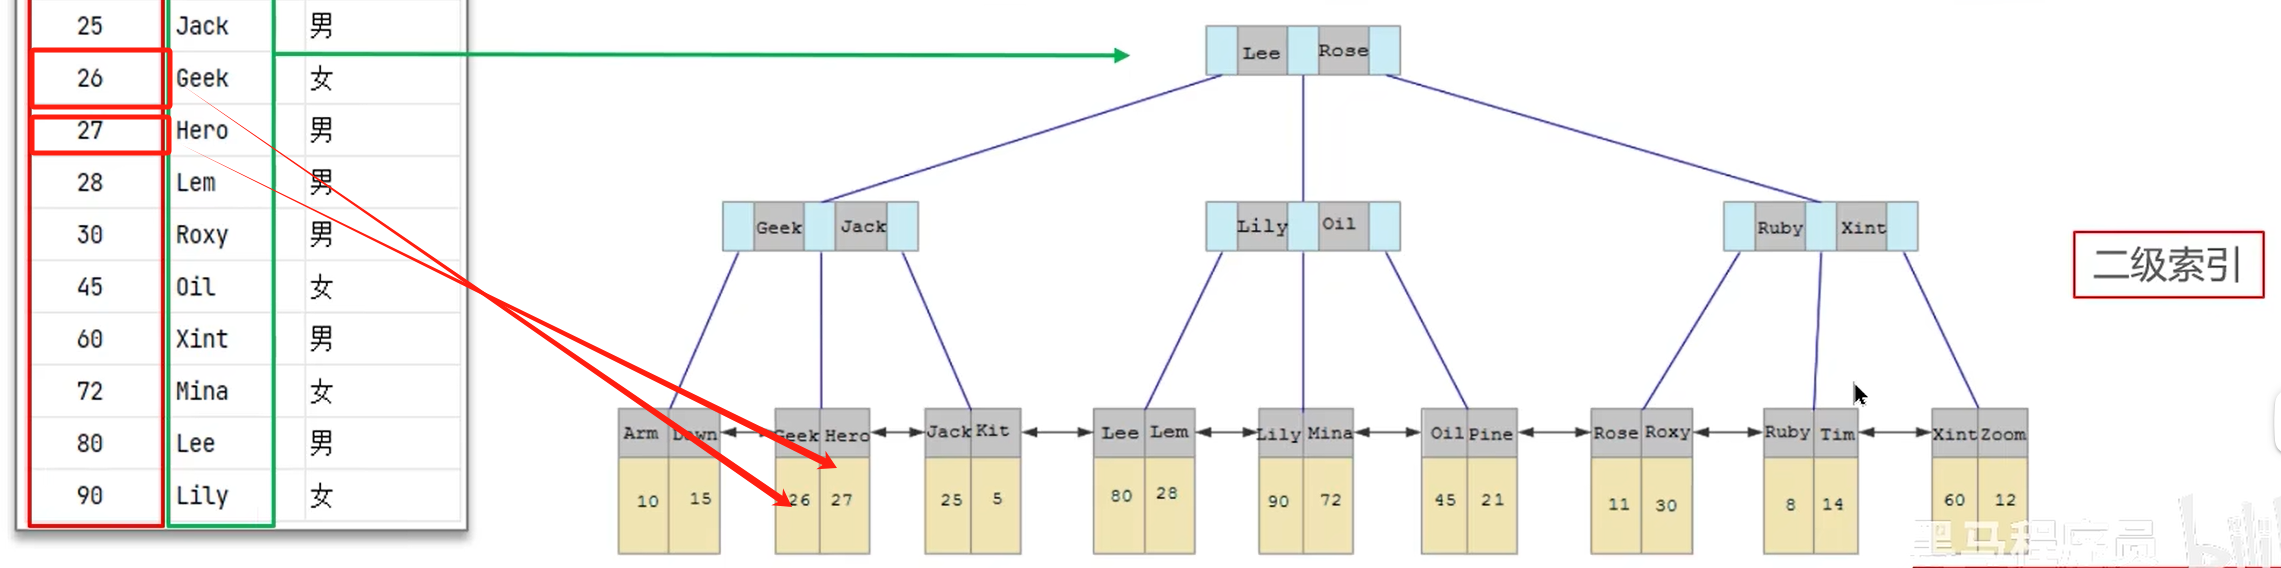 25 Jack 男
26 Geek 女
27 Hero 男
28 Lem 男
30 Roxy 男
45 Oil 女
60 Xint 男
72 Mina 女
80 Lee 男
90 Lily 女
Lee Rose
Geek Jack
Lily Oil
Ruby Xint
二级索引
Arm Dawn Geek Hero Jack Kit Lee Lem Lily Mina Oil Pine Rose Roxy Ruby Tim Xint Zoom
10 15 26 27 25 5 80 28 90 72 45 21 11 30 8 14 60 12
黑马程序员